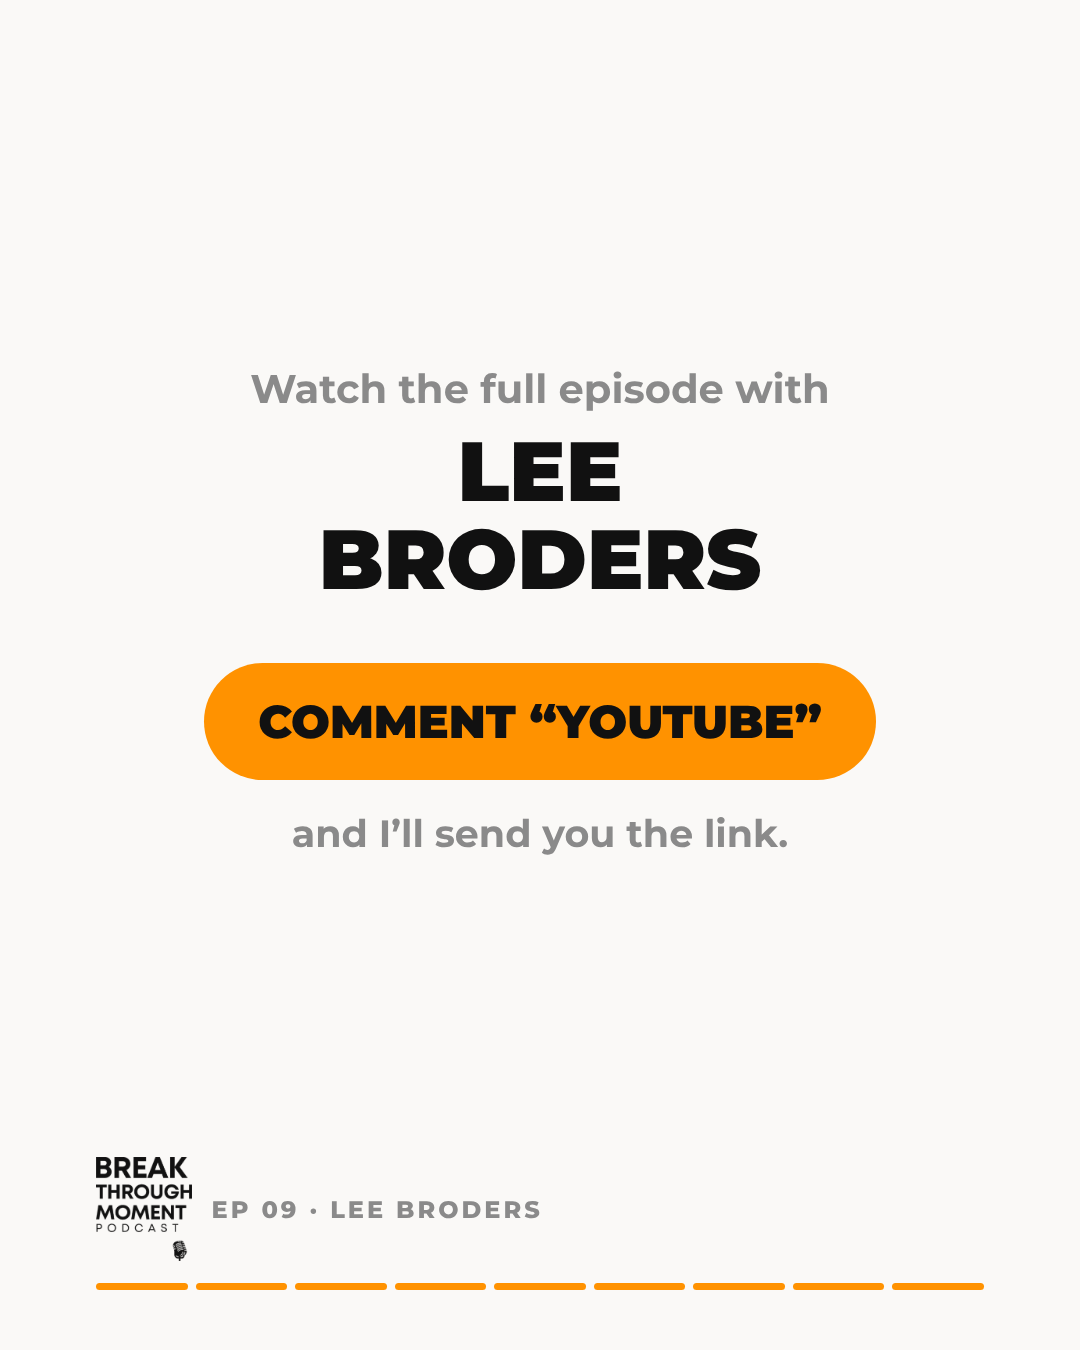 Watch the full episode with
LEE
BRODERS
COMMENT “YOUTUBE”
and I’ll send you the link.
BREAK
THROUGH
MOMENT
PODCAST
EP 09 · LEE BRODERS